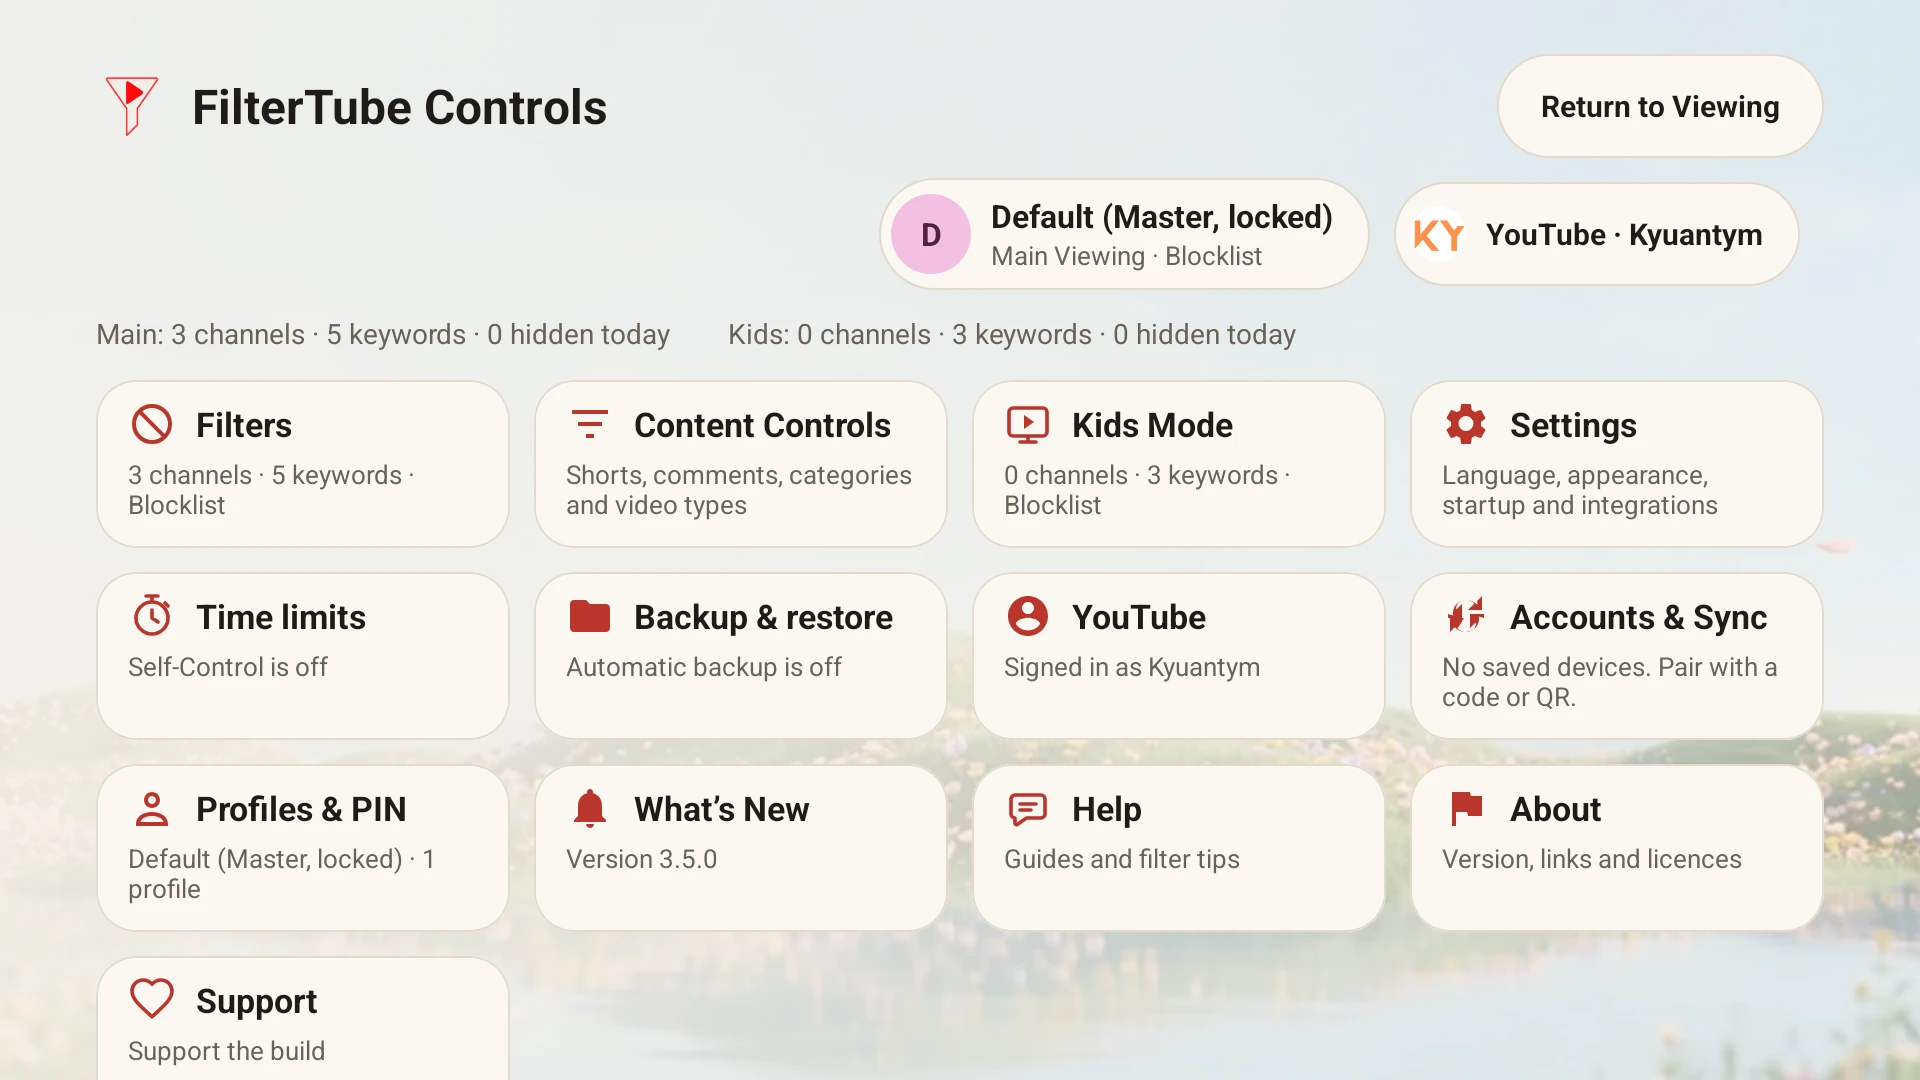 FilterTube Controls
Return to Viewing
D
Default (Master, locked)
Main Viewing · Blocklist
KY
YouTube · Kyuantym
Main: 3 channels · 5 keywords · 0 hidden today
Kids: 0 channels · 3 keywords · 0 hidden today
Filters
3 channels · 5 keywords ·
Blocklist
Content Controls
Shorts, comments, categories
and video types
Kids Mode
0 channels · 3 keywords ·
Blocklist
Settings
Language, appearance,
startup and integrations
Time limits
Self-Control is off
Backup & restore
Automatic backup is off
YouTube
Signed in as Kyuantym
Accounts & Sync
No saved devices. Pair with a
code or QR.
Profiles & PIN
Default (Master, locked) · 1
profile
What’s New
Version 3.5.0
Help
Guides and filter tips
About
Version, links and licences
Support
Support the build